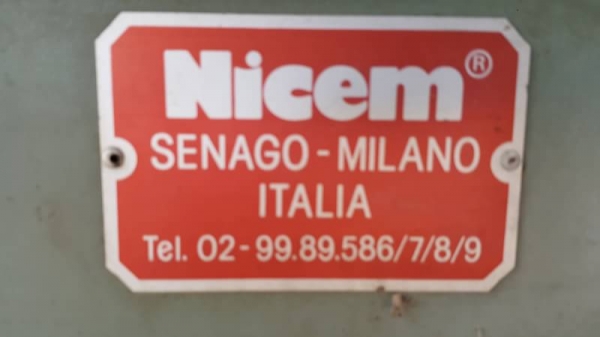 Nicem®
SENAGO - MILANO
ITALIA
Tel. 02 - 99.89.586/7/8/9